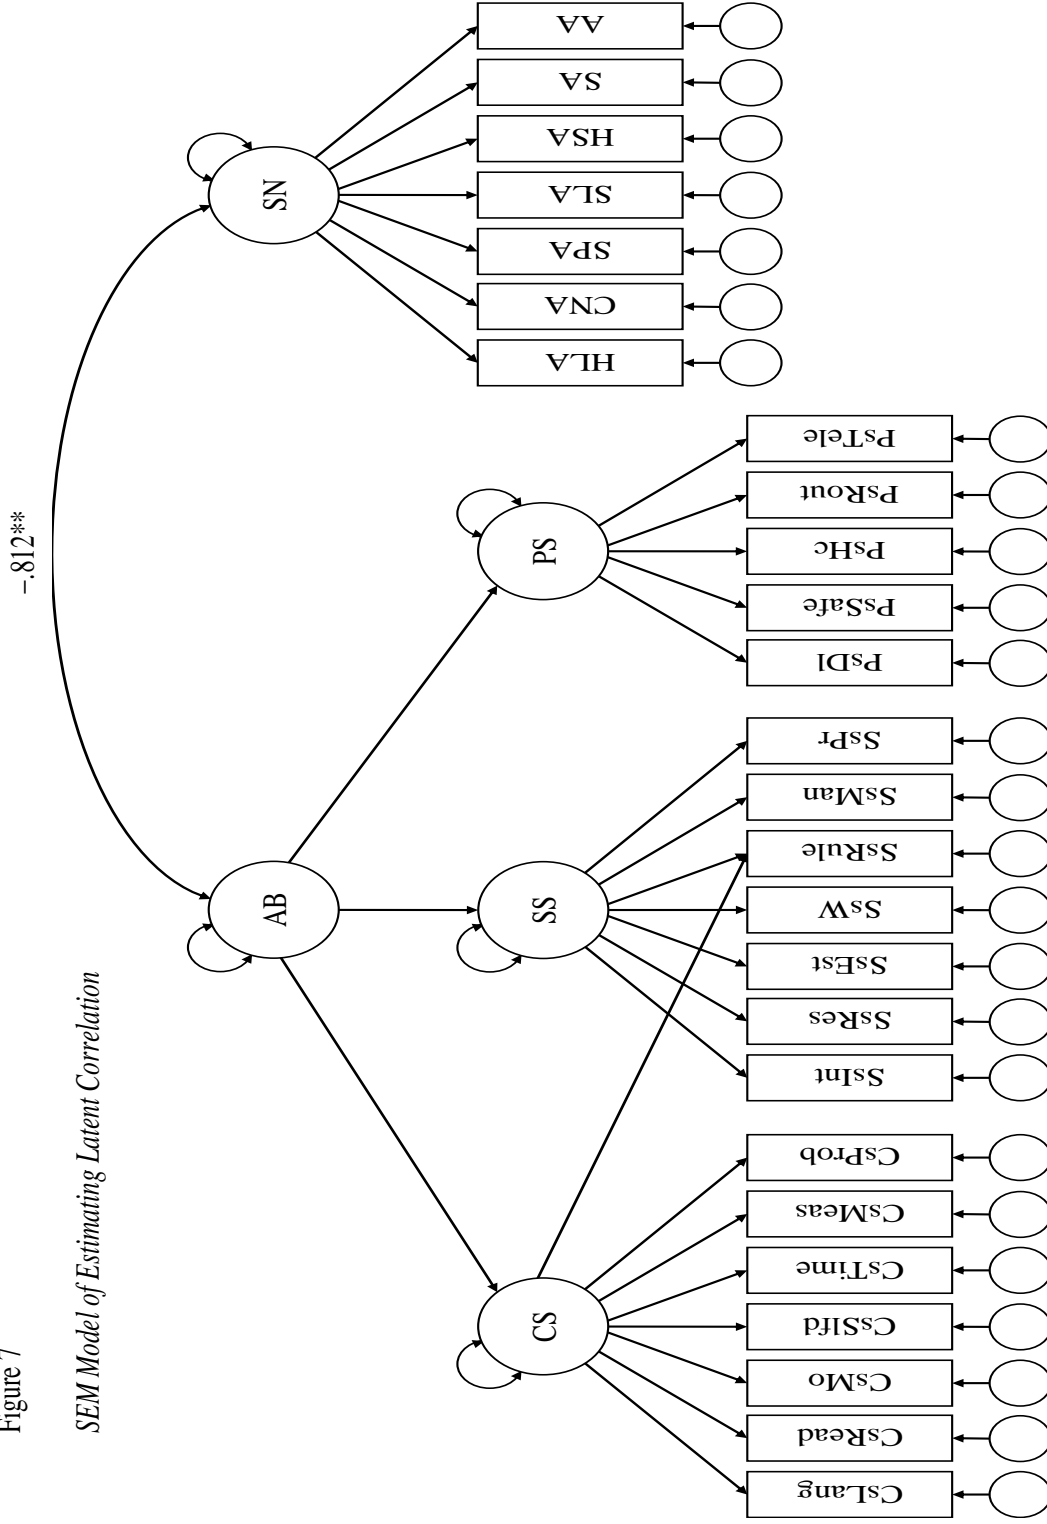 Figure 7
SEM Model of Estimating Latent Correlation
−.812**
AB
SN
CS
SS
PS
CsLang
CsRead
CsMo
CsSlfd
CsTime
CsMeas
CsProb
SsInt
SsRes
SsEst
SsW
SsRule
SsMan
SsPr
PsDl
PsSafe
PsHc
PsRout
PsTele
HLA
CNA
SPA
SLA
HSA
SA
AA